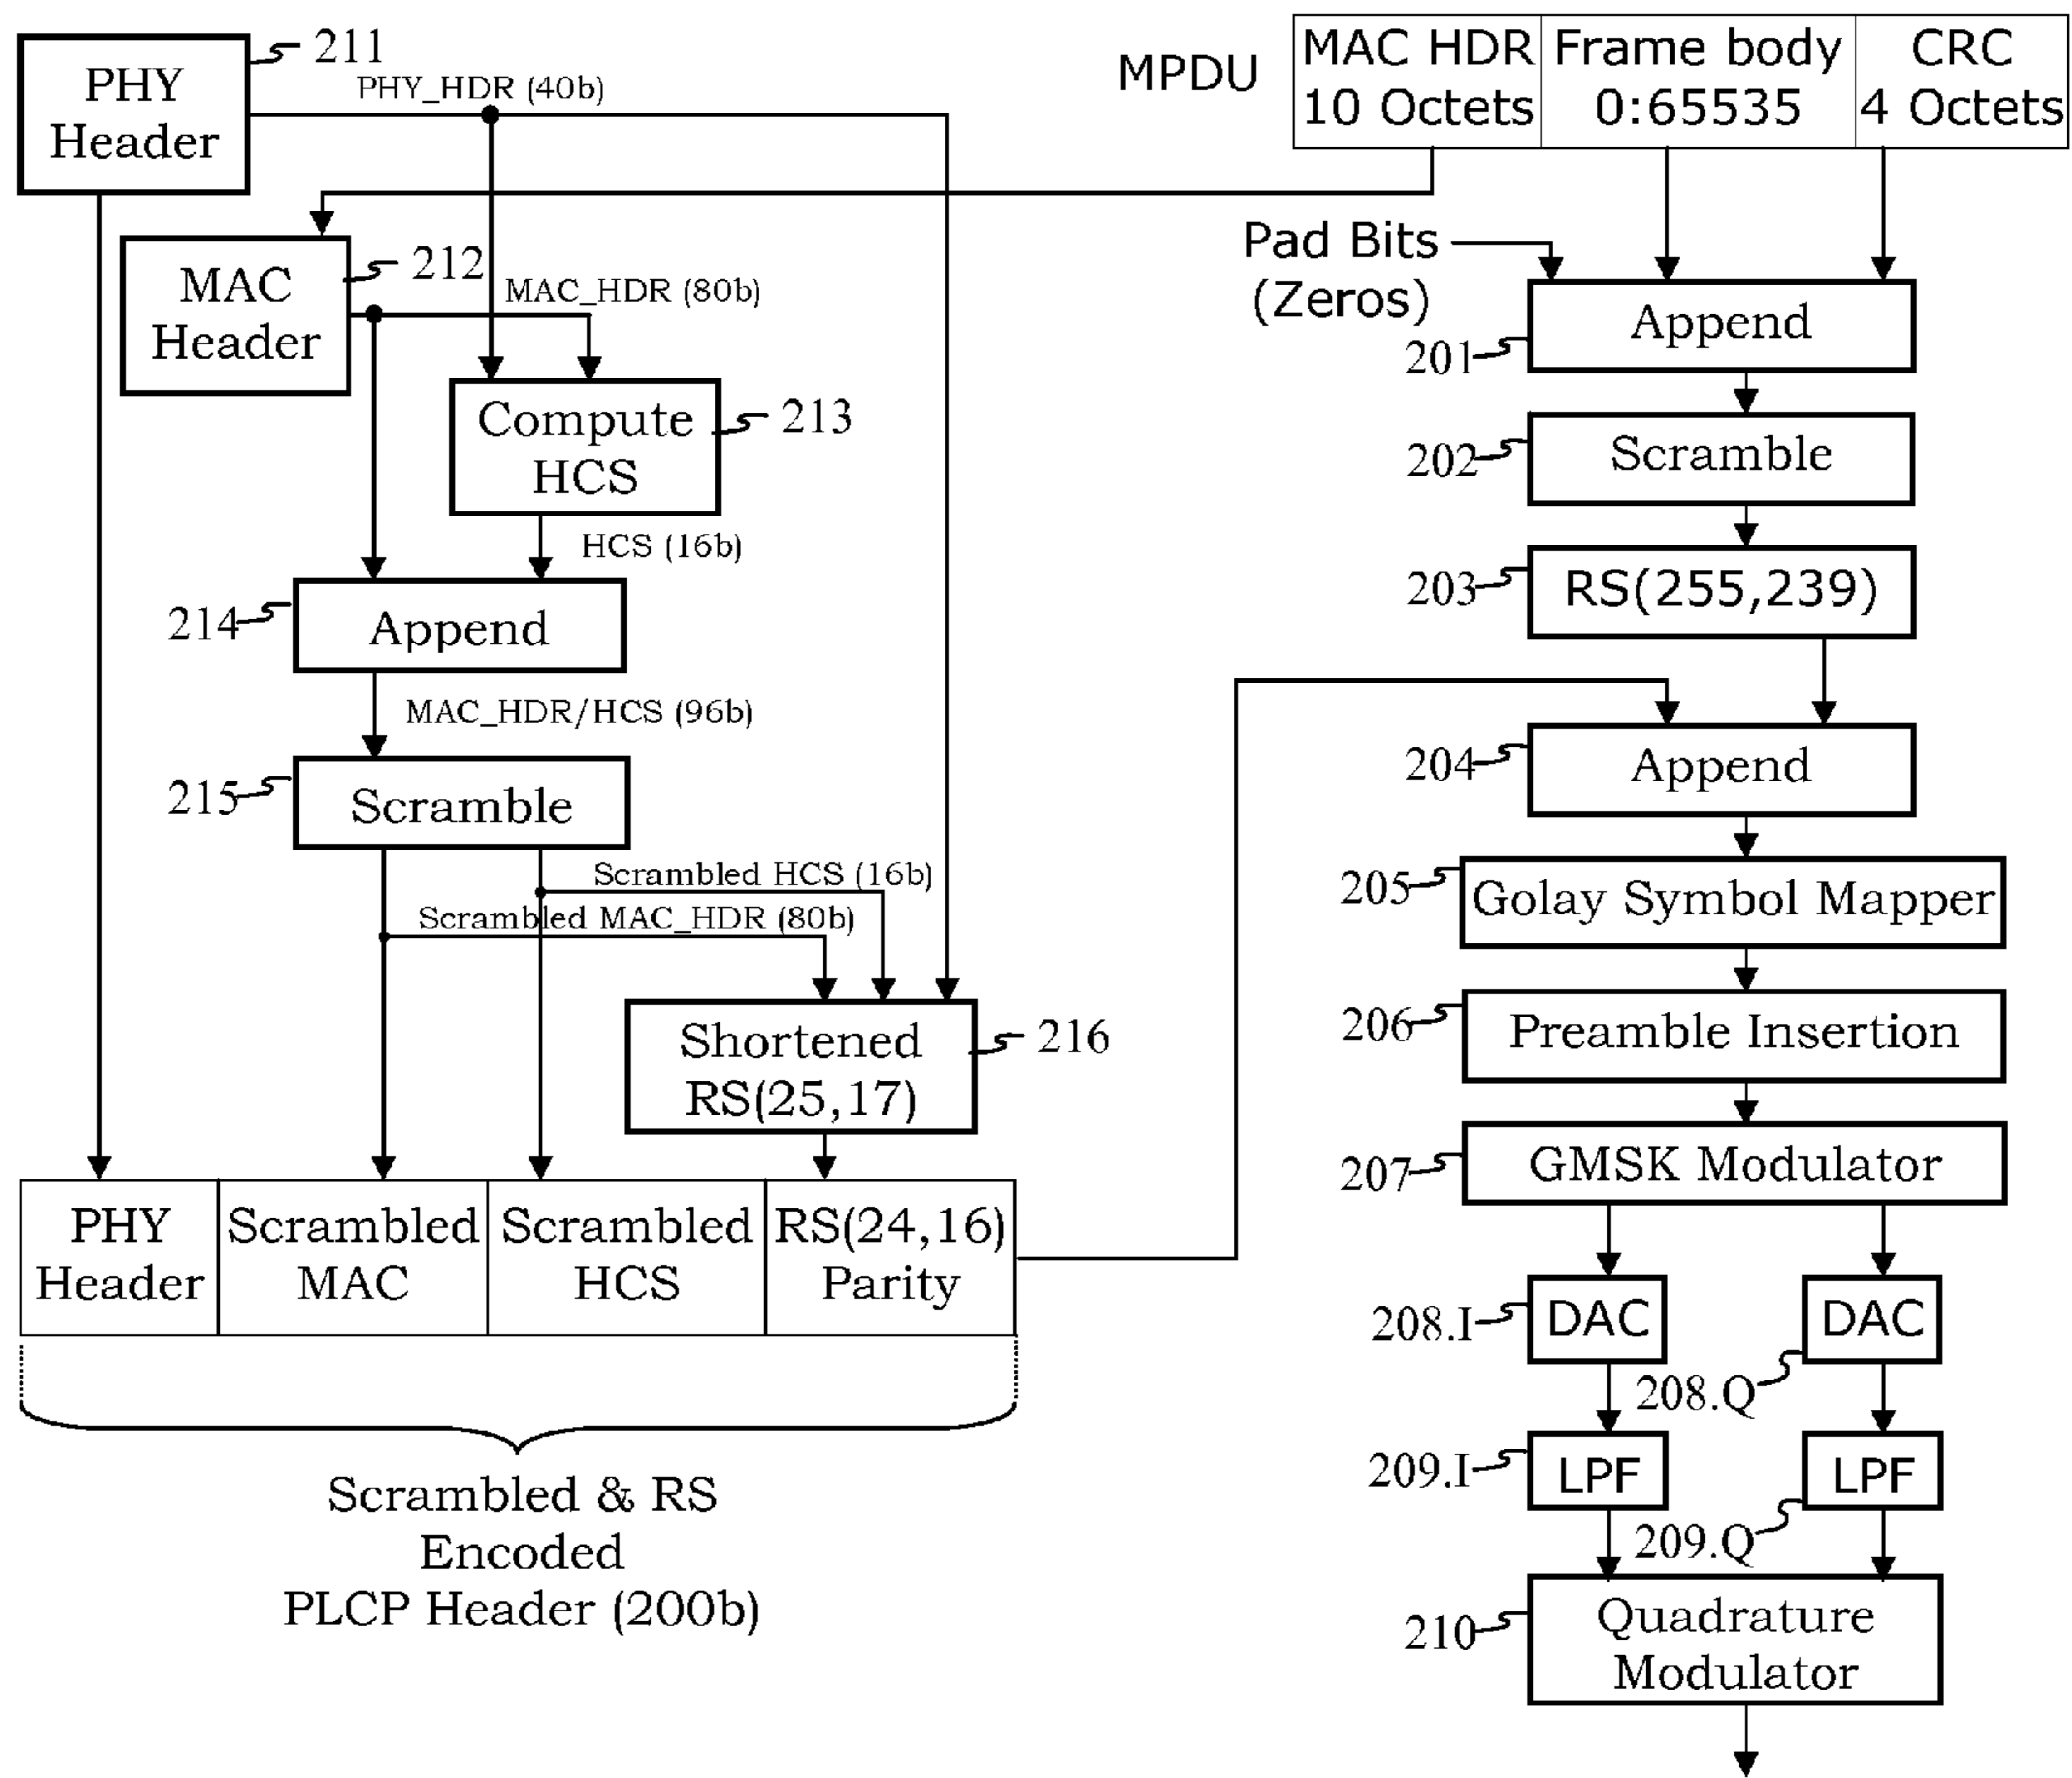 211
PHY
Header
PHY_HDR (40b)
MPDU
MAC HDR
10 Octets
Frame body
0:65535
CRC
4 Octets
212
MAC
Header
MAC_HDR (80b)
Pad Bits
(Zeros)
Append
201
Compute
HCS
213
Scramble
202
HCS (16b)
RS(255,239)
203
214
Append
MAC_HDR/HCS (96b)
Append
204
215
Scramble
Scrambled HCS (16b)
Scrambled MAC_HDR (80b)
205
Golay Symbol Mapper
Shortened
RS(25,17)
216
206
Preamble Insertion
207
GMSK Modulator
PHY
Header
Scrambled
MAC
Scrambled
HCS
RS(24,16)
Parity
208.I
DAC
DAC
208.Q
209.I
LPF
LPF
209.Q
Scrambled & RS
Encoded
PLCP Header (200b)
210
Quadrature
Modulator